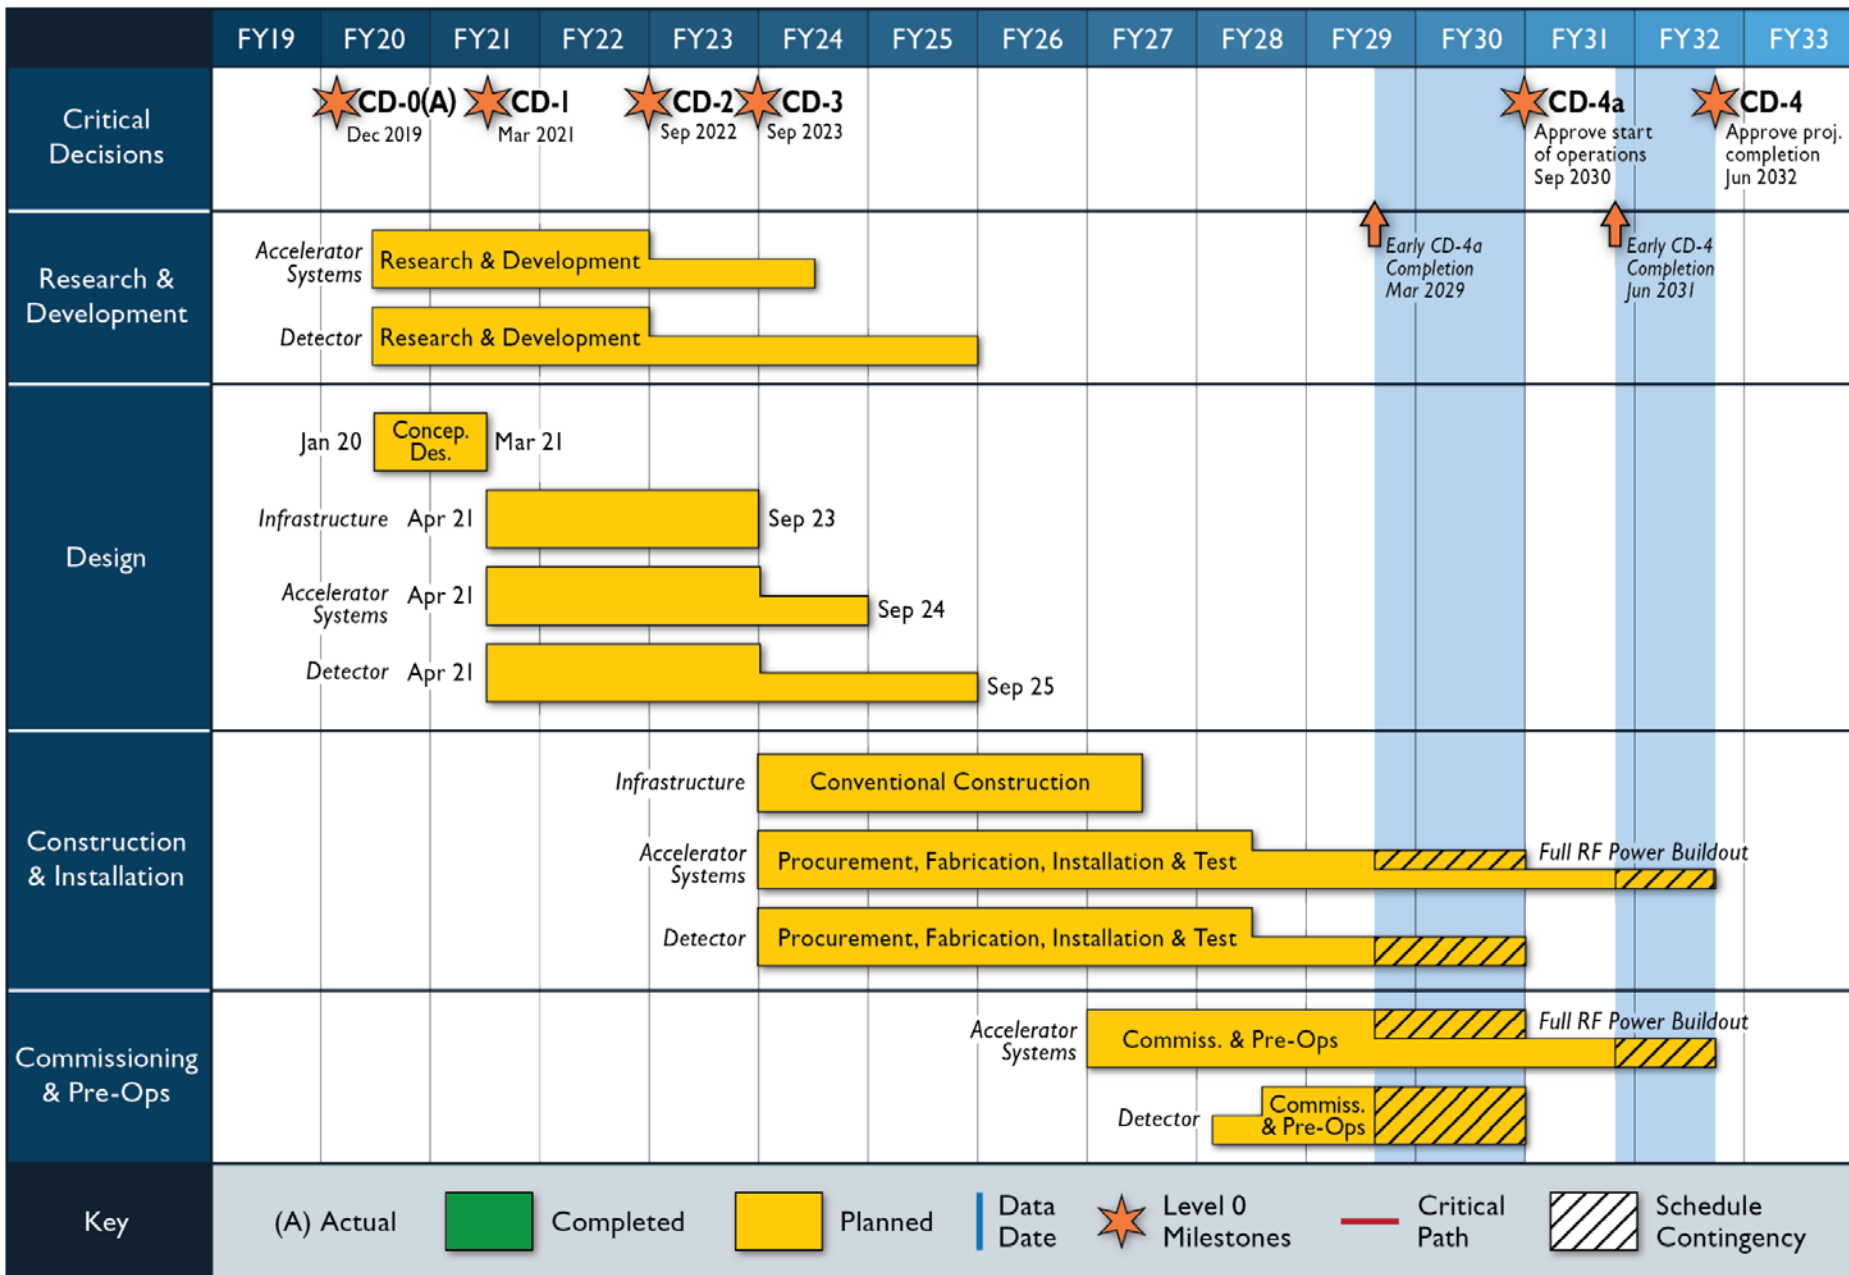 FY19 FY20 FY21 FY22 FY23 FY24 FY25 FY26 FY27 FY28 FY29 FY30 FY31 FY32 FY33
Critical
Decisions
CD-0(A)
Dec 2019
CD-1
Mar 2021
CD-2
Sep 2022
CD-3
Sep 2023
CD-4a
Approve start
of operations
Sep 2030
CD-4
Approve proj.
completion
Jun 2032
Early CD-4a
Completion
Mar 2029
Early CD-4
Completion
Jun 2031
Research &
Development
Accelerator
Systems
Research & Development
Detector
Research & Development
Design
Jan 20
Concep.
Des.
Mar 21
Infrastructure
Apr 21
Sep 23
Accelerator
Systems
Apr 21
Sep 24
Detector
Apr 21
Sep 25
Construction
& Installation
Infrastructure
Conventional Construction
Accelerator
Systems
Procurement, Fabrication, Installation & Test
Full RF Power Buildout
Detector
Procurement, Fabrication, Installation & Test
Commissioning
& Pre-Ops
Accelerator
Systems
Commiss. & Pre-Ops
Full RF Power Buildout
Detector
Commiss.
& Pre-Ops
Key
(A) Actual
Completed
Planned
Data
Date
Level 0
Milestones
Critical
Path
Schedule
Contingency